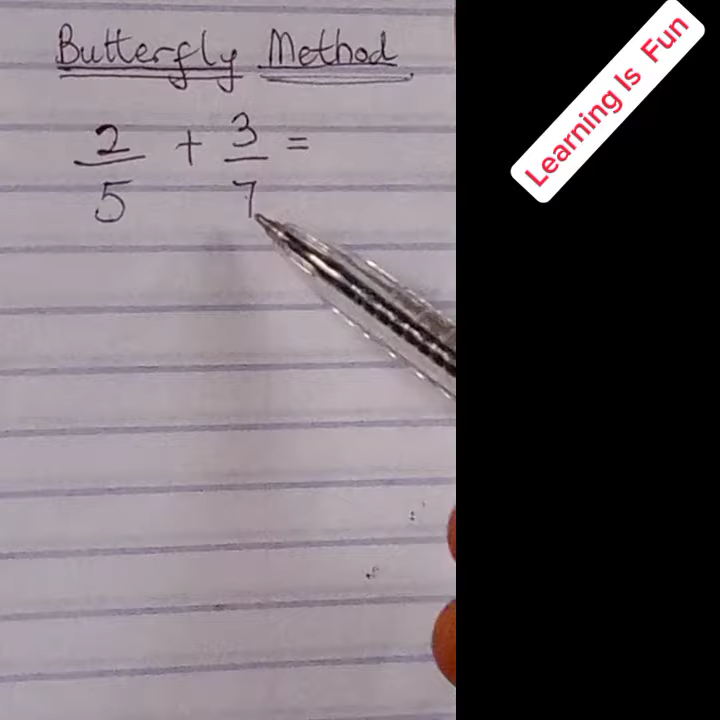 Butterfly Method
2/5 + 3/7 =
Learning Is Fun